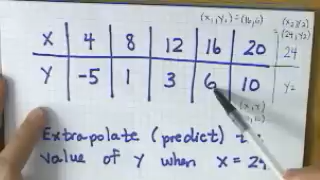 (x₁, y₁) = (16, 6)
(x₂, y₂)
= (24, y₂)
X 4 8 12 16 20 24
Y -5 1 3 6 10 y₂
(x, y)
Extrapolate (predict)
value of y when x = 24